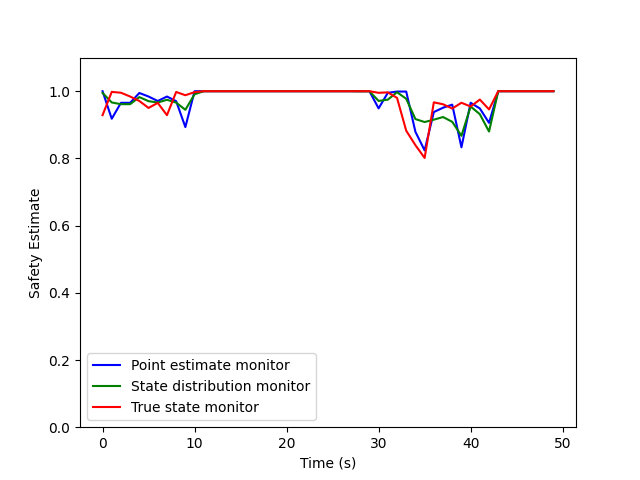 1.0
0.8
0.6
0.4
0.2
0.0
Safety Estimate
Point estimate monitor
State distribution monitor
True state monitor
0 10 20 30 40 50
Time (s)